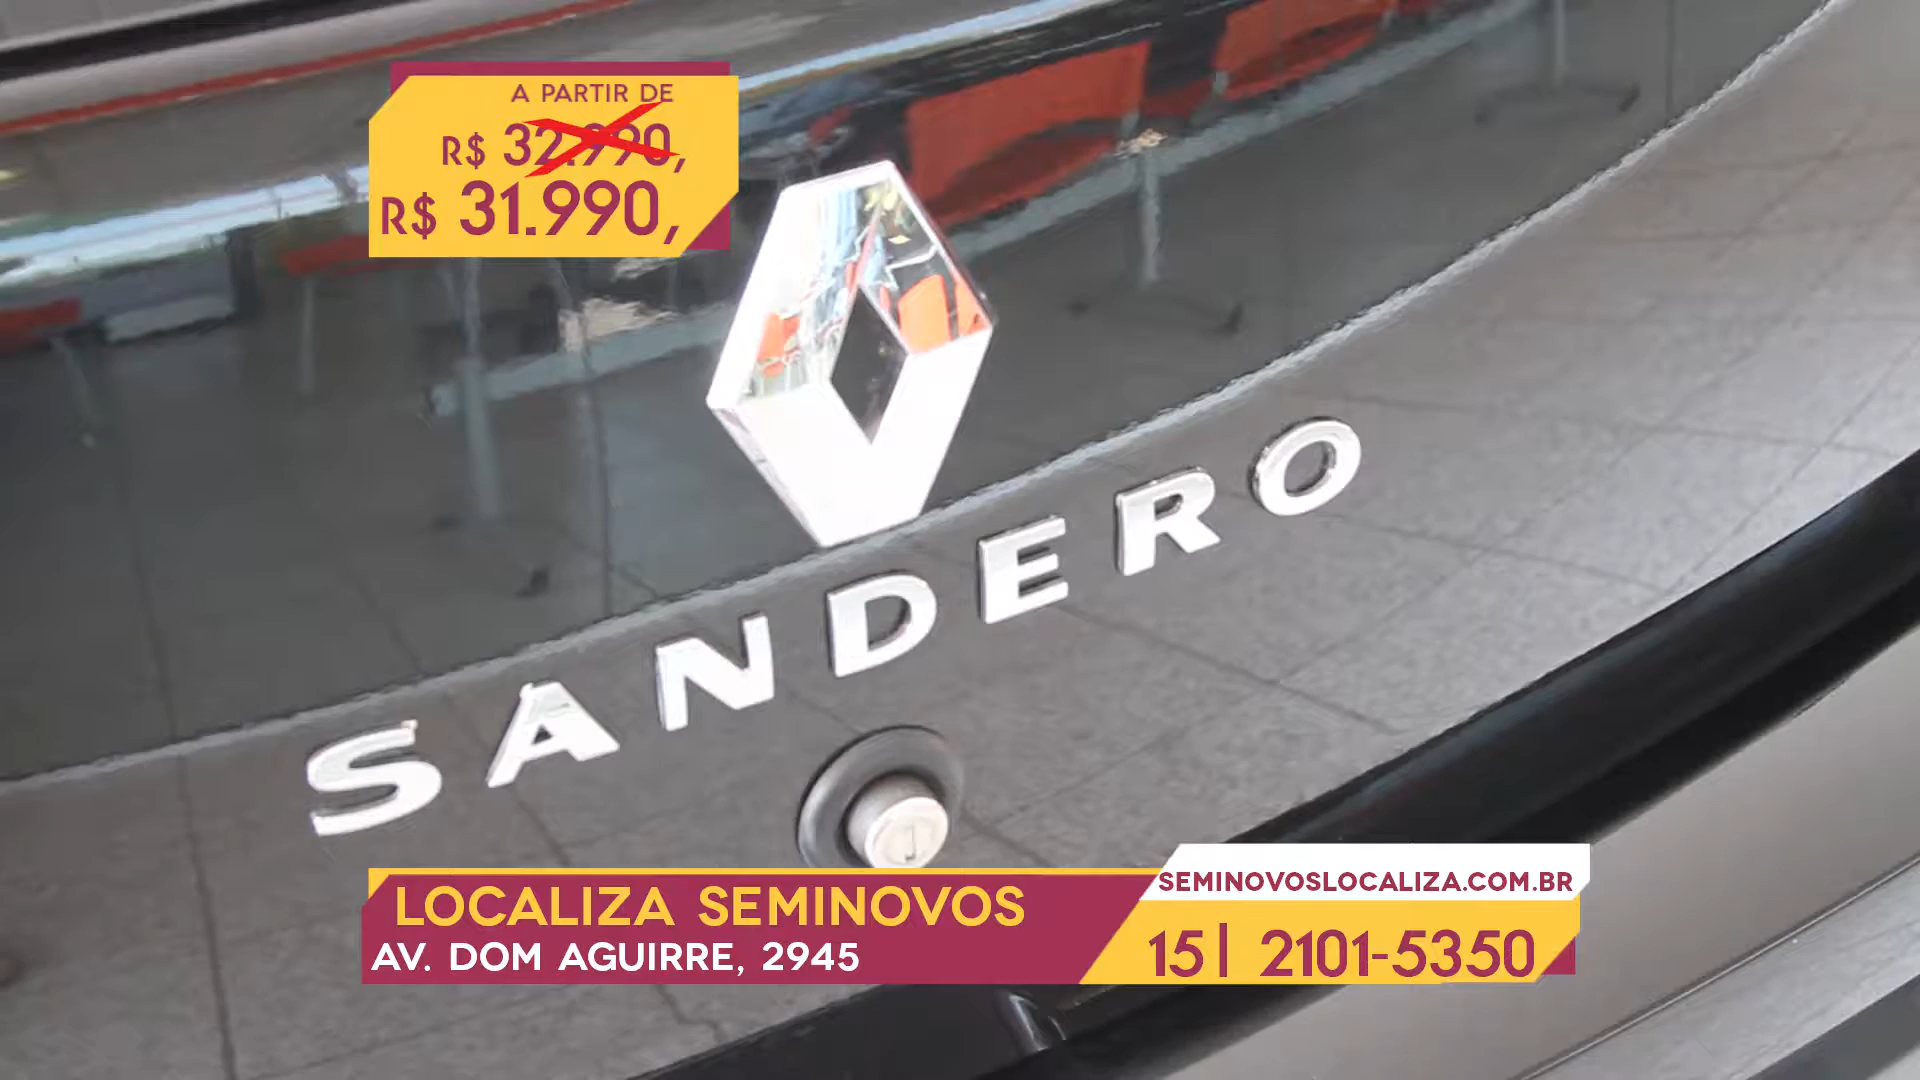 A PARTIR DE
R$ 32.990,
R$ 31.990,
SANDERO
SEMINOVOSLOCALIZA.COM.BR
LOCALIZA SEMINOVOS
15| 2101-5350
AV. DOM AGUIRRE, 2945